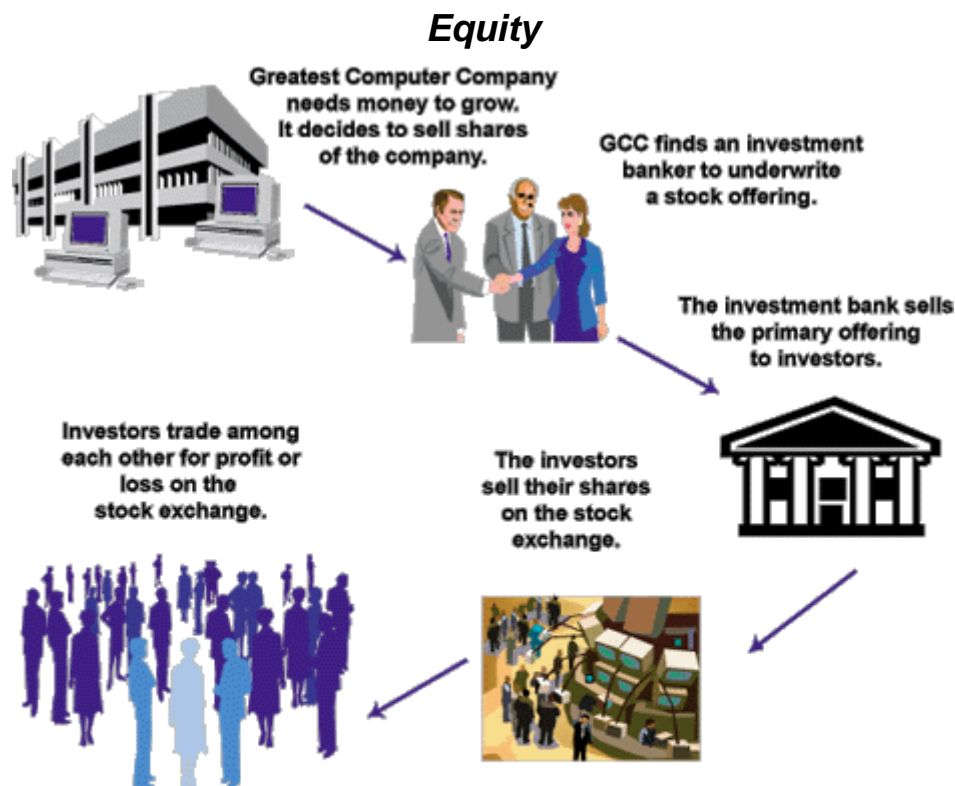 Equity
Greatest Computer Company
needs money to grow.
It decides to sell shares
of the company.
GCC finds an investment
banker to underwrite
a stock offering.
The investment bank sells
the primary offering
to investors.
The investors
sell their shares
on the stock
exchange.
Investors trade among
each other for profit or
loss on the
stock exchange.